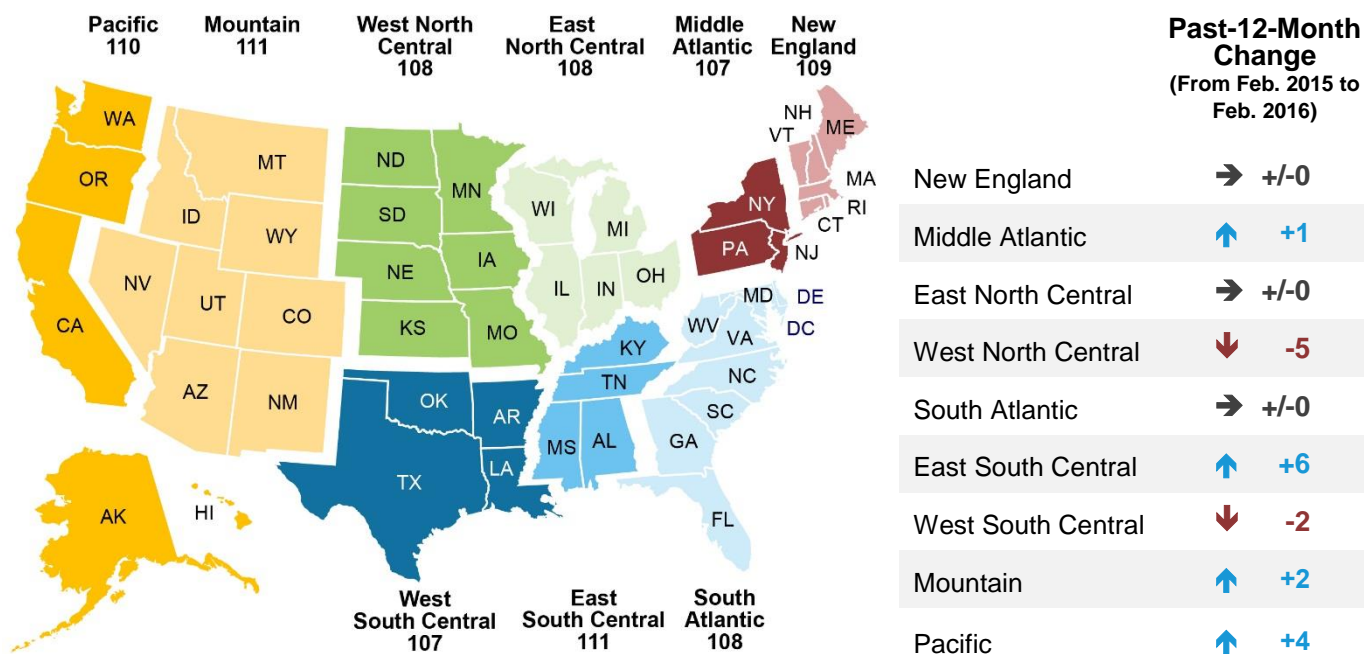 Pacific
110
Mountain
111
West North
Central
108
East
North Central
108
Middle
Atlantic
107
New
England
109
WA
OR
CA
AK
HI
MT
ID
WY
NV
UT
CO
AZ
NM
ND
SD
NE
KS
MN
IA
MO
WI
MI
IL
IN
OH
NY
PA
NJ
NH
VT
ME
MA
RI
CT
OK
AR
TX
LA
KY
TN
MS
AL
MD
DE
DC
WV
VA
NC
SC
GA
FL
West
South Central
107
East
South Central
111
South
Atlantic
108
Past-12-Month
Change
(From Feb. 2015 to
Feb. 2016)
New England +/-0
Middle Atlantic +1
East North Central +/-0
West North Central -5
South Atlantic +/-0
East South Central +6
West South Central -2
Mountain +2
Pacific +4